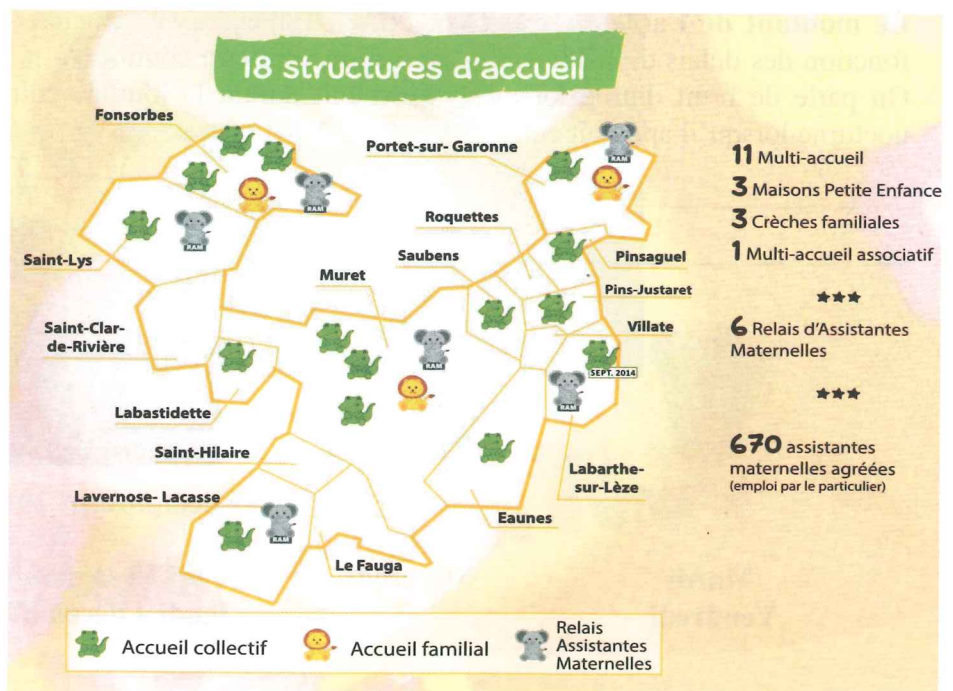 18 structures d'accueil
Fonsorbes
Portet-sur- Garonne
RAM
RAM
RAM
Roquettes
Saubens
Pinsaguel
Saint-Lys
Muret
Pins-Justaret
Villate
Saint-Clar-
de-Rivière
RAM
SEPT. 2014
RAM
Labastidette
Saint-Hilaire
Labarthe-
sur-Lèze
Lavernose- Lacasse
RAM
Eaunes
Le Fauga
11 Multi-accueil
3 Maisons Petite Enfance
3 Crèches familiales
1 Multi-accueil associatif
6 Relais d'Assistantes
Maternelles
670 assistantes
maternelles agréées
(emploi par le particulier)
Accueil collectif
Accueil familial
RAM
Relais
Assistantes
Maternelles